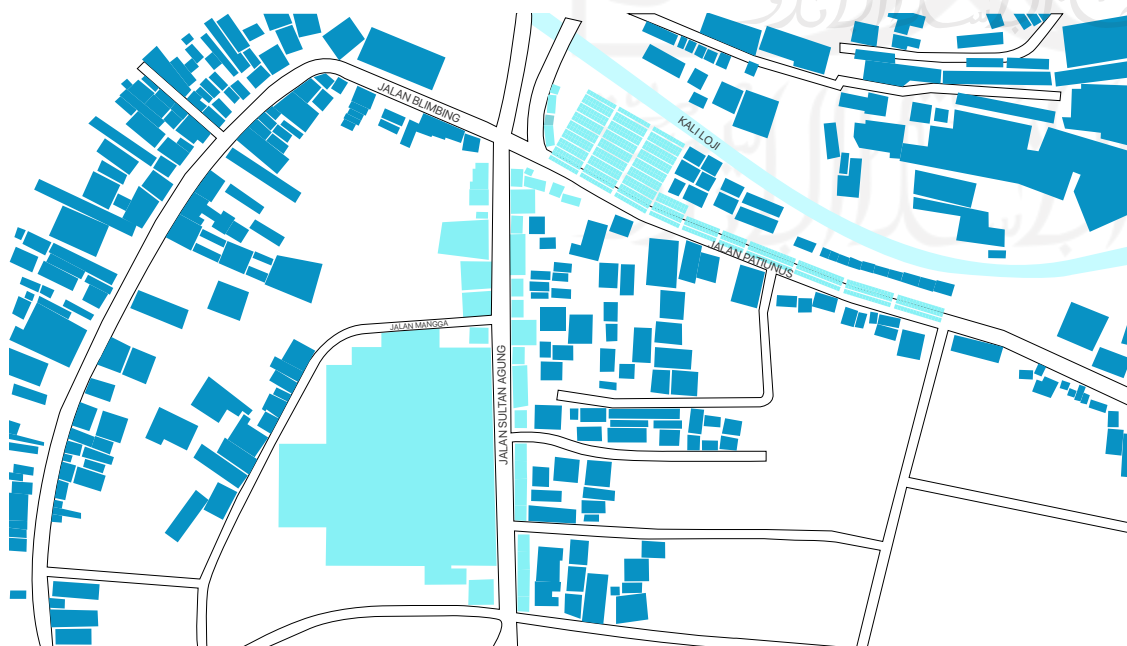 JALAN BLIMBING
KALI LOJI
JALAN PATIUNUS
JALAN MANGGA
JALAN SULTAN AGUNG